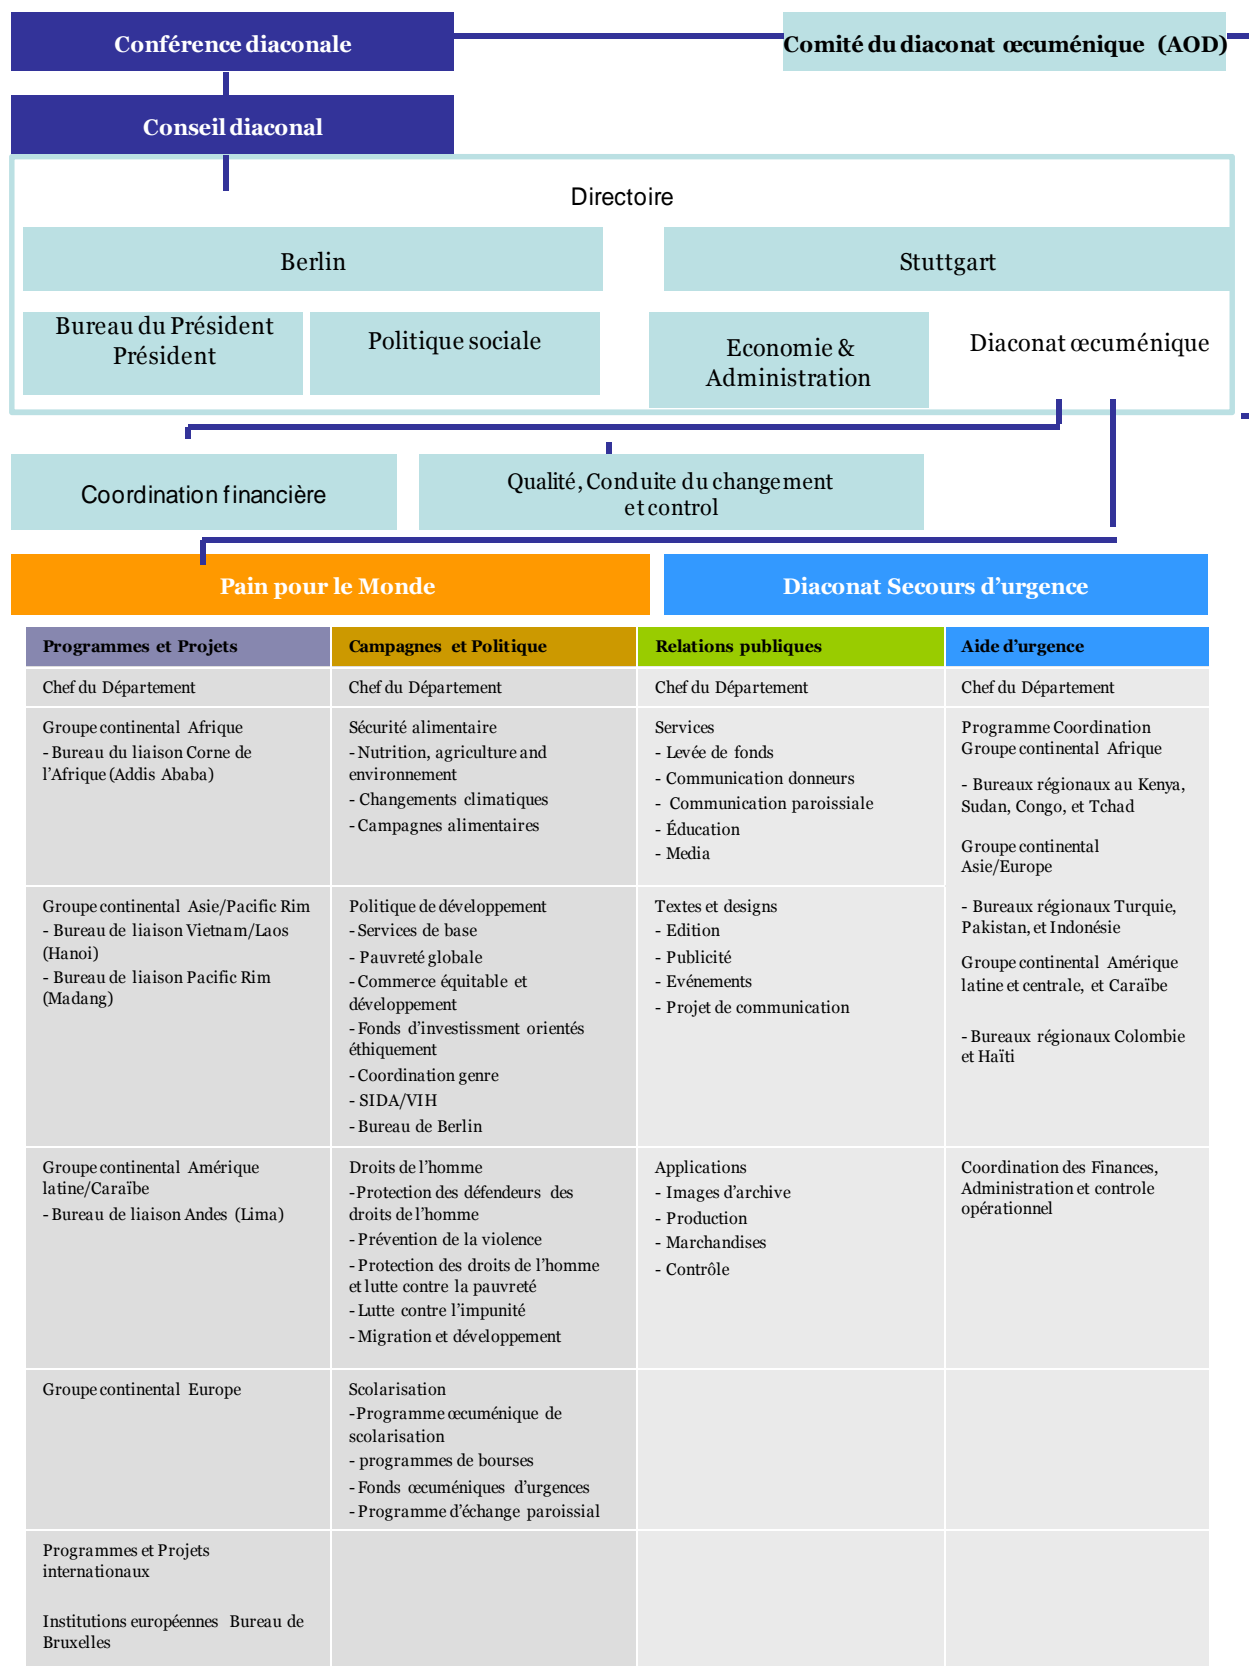 Conférence diaconale
Comité du diaconat œcuménique (AOD)
Conseil diaconal
Directoire
Berlin
Stuttgart
Bureau du Président
Président
Politique sociale
Economie &
Administration
Diaconat œcuménique
Coordination financière
Qualité, Conduite du changement
et control
Pain pour le Monde
Diaconat Secours d’urgence
Programmes et Projets
Campagnes et Politique
Relations publiques
Aide d’urgence
Chef du Département
Chef du Département
Chef du Département
Chef du Département
Groupe continental Afrique
- Bureau du liaison Corne de
l’Afrique (Addis Ababa)
Sécurité alimentaire
- Nutrition, agriculture and
environnement
- Changements climatiques
- Campagnes alimentaires
Services
- Levée de fonds
- Communication donneurs
- Communication paroissiale
- Éducation
- Media
Programme Coordination
Groupe continental Afrique
- Bureaux régionaux au Kenya,
Sudan, Congo, et Tchad
Groupe continental
Asie/Europe
- Bureaux régionaux Turquie,
Pakistan, et Indonésie
Groupe continental Amérique
latine et centrale, et Caraïbe
- Bureaux régionaux Colombie
et Haïti
Groupe continental Asie/Pacific Rim
- Bureau de liaison Vietnam/Laos
(Hanoi)
- Bureau de liaison Pacific Rim
(Madang)
Politique de développement
- Services de base
- Pauvreté globale
- Commerce équitable et
développement
- Fonds d’investissment orientés
éthiquement
- Coordination genre
- SIDA/VIH
- Bureau de Berlin
Textes et designs
- Edition
- Publicité
- Evénements
- Projet de communication
Groupe continental Amérique
latine/Caraïbe
- Bureau de liaison Andes (Lima)
Droits de l’homme
- Protection des défendeurs des
droits de l’homme
- Prévention de la violence
- Protection des droits de l’homme
et lutte contre la pauvreté
- Lutte contre l’impunité
- Migration et développement
Applications
- Images d’archive
- Production
- Marchandises
- Contrôle
Coordination des Finances,
Administration et controle
opérationnel
Groupe continental Europe
Scolarisation
- Programme œcuménique de
scolarisation
- programmes de bourses
- Fonds œcuméniques d’urgences
- Programme d’échange paroissial
Programmes et Projets
internationaux
Institutions européennes Bureau de
Bruxelles